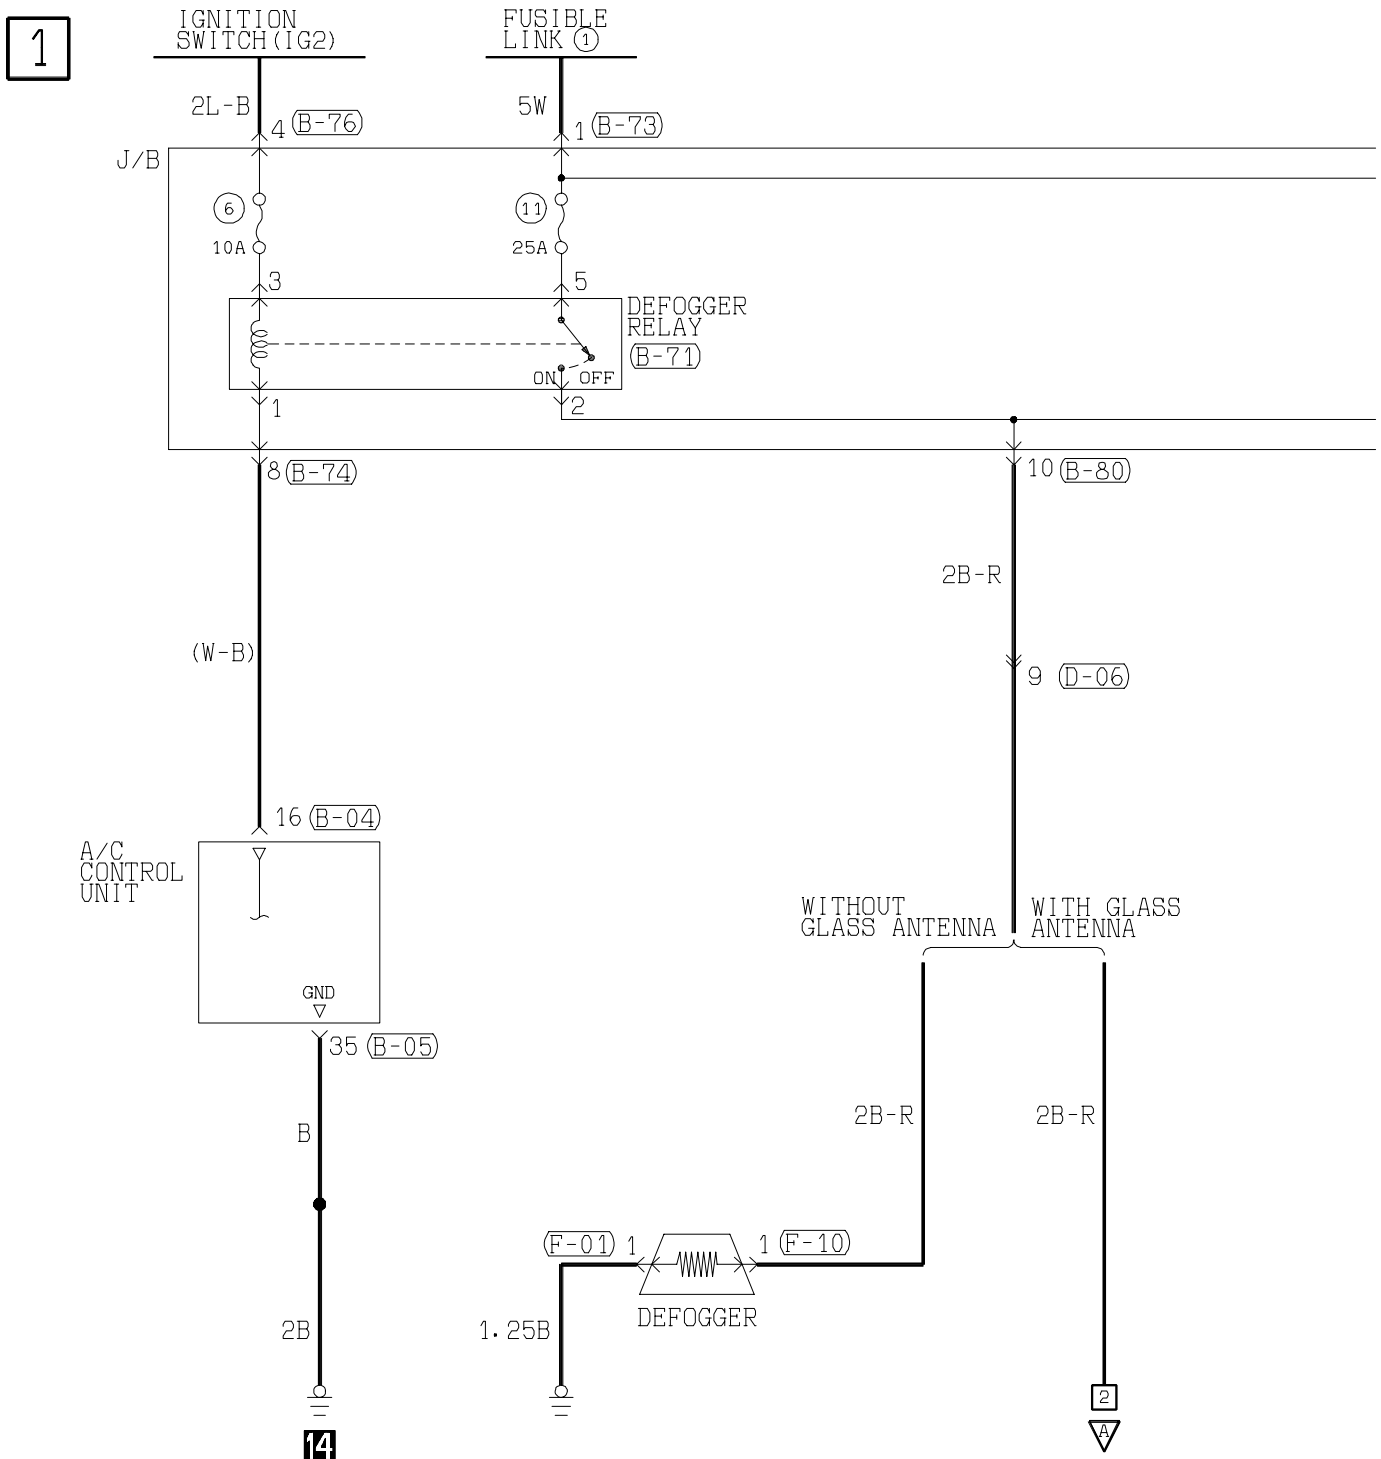 1
IGNITION
SWITCH(IG2)
FUSIBLE
LINK 1
2L-B
5W
4 B-76
1 B-73
J/B
6
11
10A
25A
3
5
DEFOGGER
RELAY
B-71
ON OFF
1
2
8 B-74
10 B-80
2B-R
(W-B)
9 D-06
16 B-04
A/C
CONTROL
UNIT
WITHOUT
GLASS ANTENNA
WITH GLASS
ANTENNA
GND
35 B-05
2B-R
2B-R
B
F-01 1
1 F-10
DEFOGGER
2B
1.25B
2
A
14